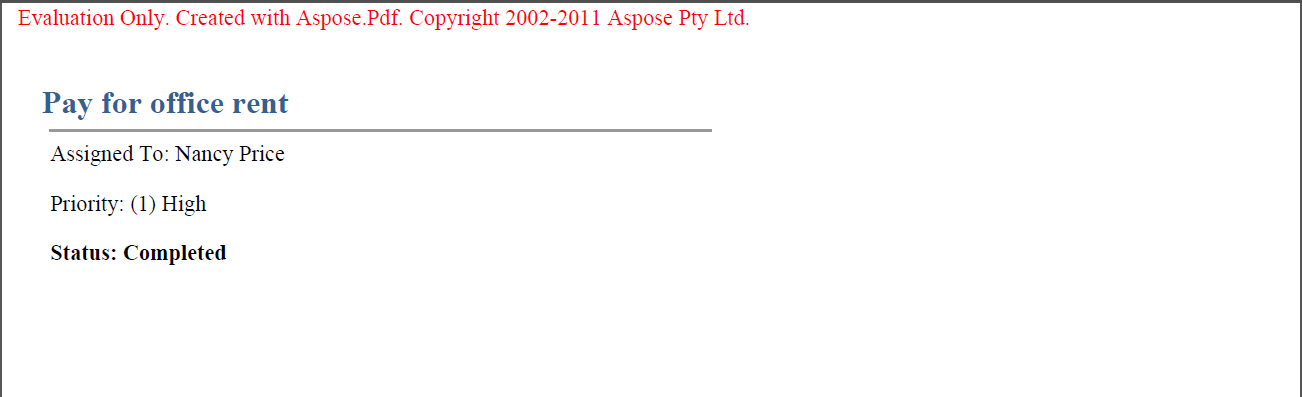 Evaluation Only. Created with Aspose.Pdf. Copyright 2002-2011 Aspose Pty Ltd.
Pay for office rent
Assigned To: Nancy Price
Priority: (1) High
Status: Completed